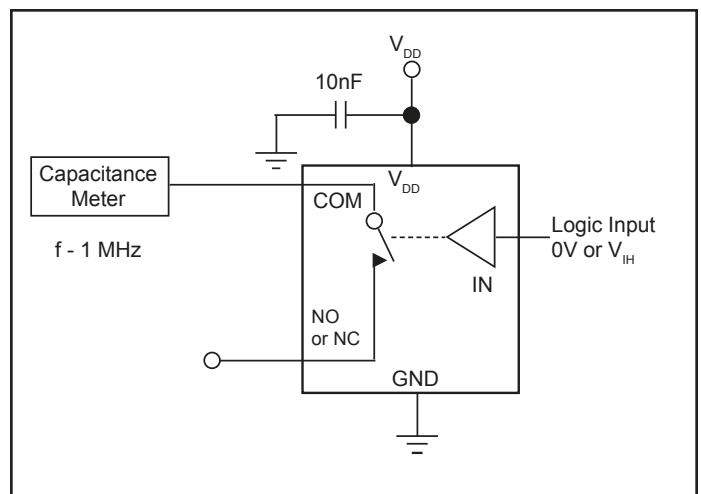 V_DD
10nF
Capacitance
Meter
f - 1 MHz
V_DD
COM
Logic Input
0V or V_IH
IN
NO
or NC
GND